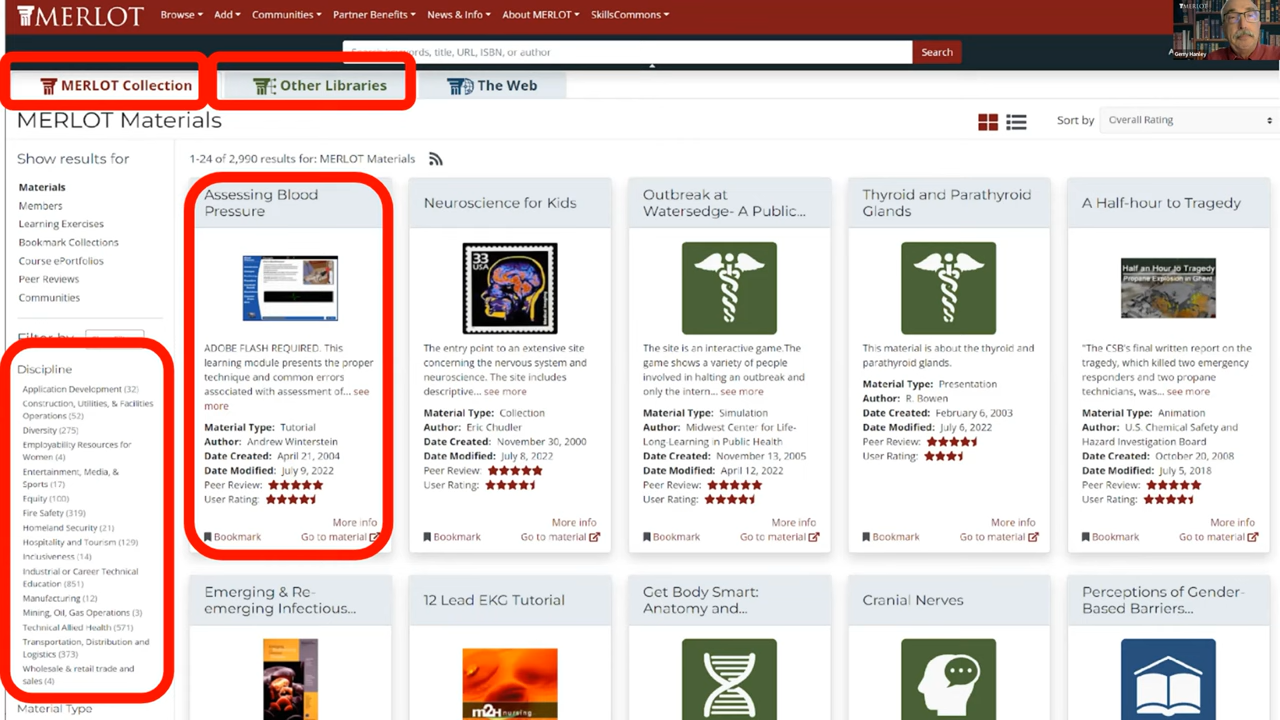 MERLOT
Browse Add Communities Partner Benefits News & Info About MERLOT SkillsCommons
MERLOT
Gerry Hanley
Search keywords, title, URL, ISBN, or author
Search
MERLOT Collection
Other Libraries
The Web
MERLOT Materials
Sort by
Overall Rating
Show results for
Materials
Members
Learning Exercises
Bookmark Collections
Course ePortfolios
Peer Reviews
Communities
Filter by
Discipline
Application Development (32)
Construction, Utilities, & Facilities
Operations (52)
Diversity (275)
Employability Resources for
Women (4)
Entertainment, Media, &
Sports (17)
Equity (100)
Fire Safety (319)
Homeland Security (21)
Hospitality and Tourism (129)
Inclusiveness (14)
Industrial or Career Technical
Education (851)
Manufacturing (12)
Mining, Oil, Gas Operations (3)
Technical Allied Health (571)
Transportation, Distribution and
Logistics (373)
Wholesale & retail trade and
sales (4)
Material Type
1-24 of 2,990 results for: MERLOT Materials
Assessing Blood
Pressure
ADOBE FLASH REQUIRED. This
learning module presents the proper
technique and common errors
associated with assessment of... see
more
Material Type: Tutorial
Author: Andrew Winterstein
Date Created: April 21, 2004
Date Modified: July 9, 2022
Peer Review:
User Rating:
More info
Bookmark
Go to material
Neuroscience for Kids
33
USA
The entry point to an extensive site
concerning the nervous system and
neuroscience. The site includes
descriptive... see more
Material Type: Collection
Author: Eric Chudler
Date Created: November 30, 2000
Date Modified: July 8, 2022
Peer Review:
User Rating:
More info
Bookmark
Go to material
Outbreak at
Watersedge- A Public...
The site is an interactive game.The
game shows a variety of people
involved in halting an outbreak and
only the intern... see more
Material Type: Simulation
Author: Midwest Center for Life-
Long-Learning in Public Health
Date Created: November 13, 2005
Date Modified: April 12, 2022
Peer Review:
User Rating:
More info
Bookmark
Go to material
Thyroid and Parathyroid
Glands
This material is about the thyroid and
parathyroid glands.
Material Type: Presentation
Author: R. Bowen
Date Created: February 6, 2003
Date Modified: July 6, 2022
Peer Review:
User Rating:
More info
Bookmark
Go to material
A Half-hour to Tragedy
Half an Hour to Tragedy
Propane Explosion in Ghent
"The CSB's final written report on the
tragedy, which killed two emergency
responders and two propane
technicians, was... see more
Material Type: Animation
Author: U.S. Chemical Safety and
Hazard Investigation Board
Date Created: October 20, 2008
Date Modified: July 5, 2018
Peer Review:
User Rating:
More info
Bookmark
Go to material
Emerging & Re-
emerging Infectious...
12 Lead EKG Tutorial
m2H nursing
Get Body Smart:
Anatomy and...
Cranial Nerves
Perceptions of Gender-
Based Barriers...